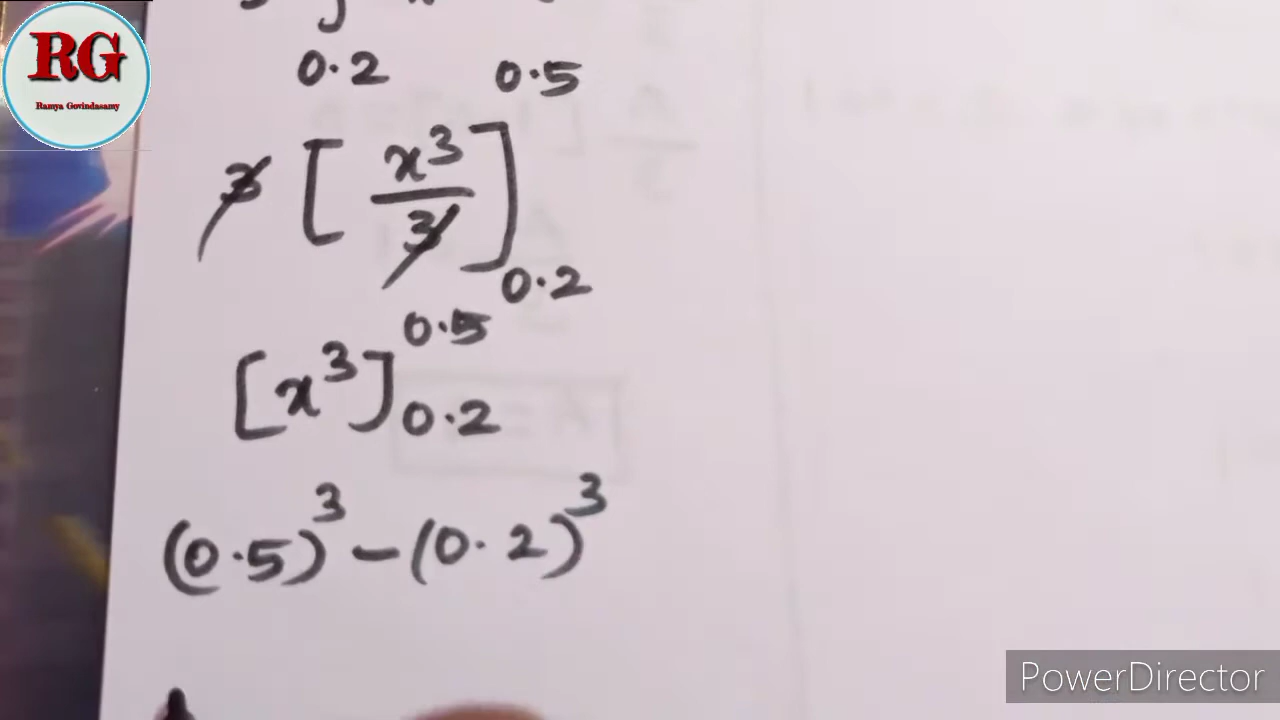 RG
Ramya Govindasamy
0.2 0.5
3 [x³/3]
0.2
0.5
[x³]
0.2
(0.5)³ - (0.2)³
PowerDirector